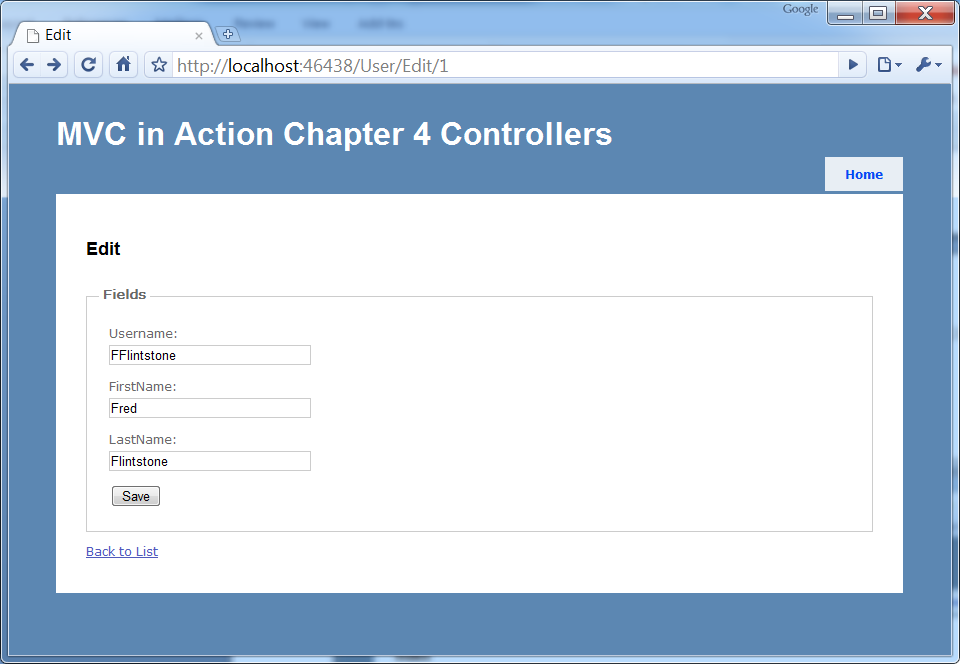 Google
Edit
http://localhost:46438/User/Edit/1
MVC in Action Chapter 4 Controllers
Home
Edit
Fields
Username:
FFlintstone
FirstName:
Fred
LastName:
Flintstone
Save
Back to List